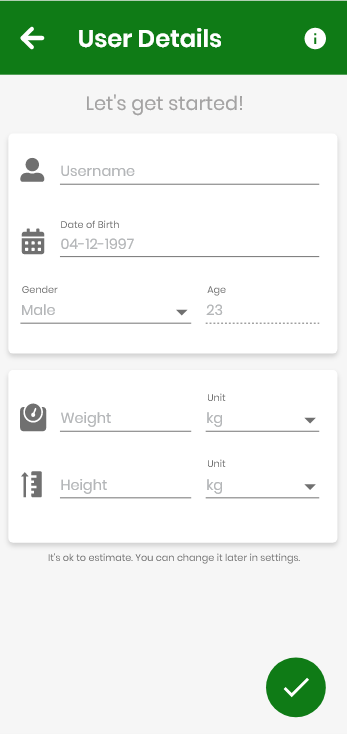 User Details
Let's get started!
Username
Date of Birth
04-12-1997
Gender
Age
Male
23
Unit
Weight
kg
Unit
Height
kg
It's ok to estimate. You can change it later in settings.